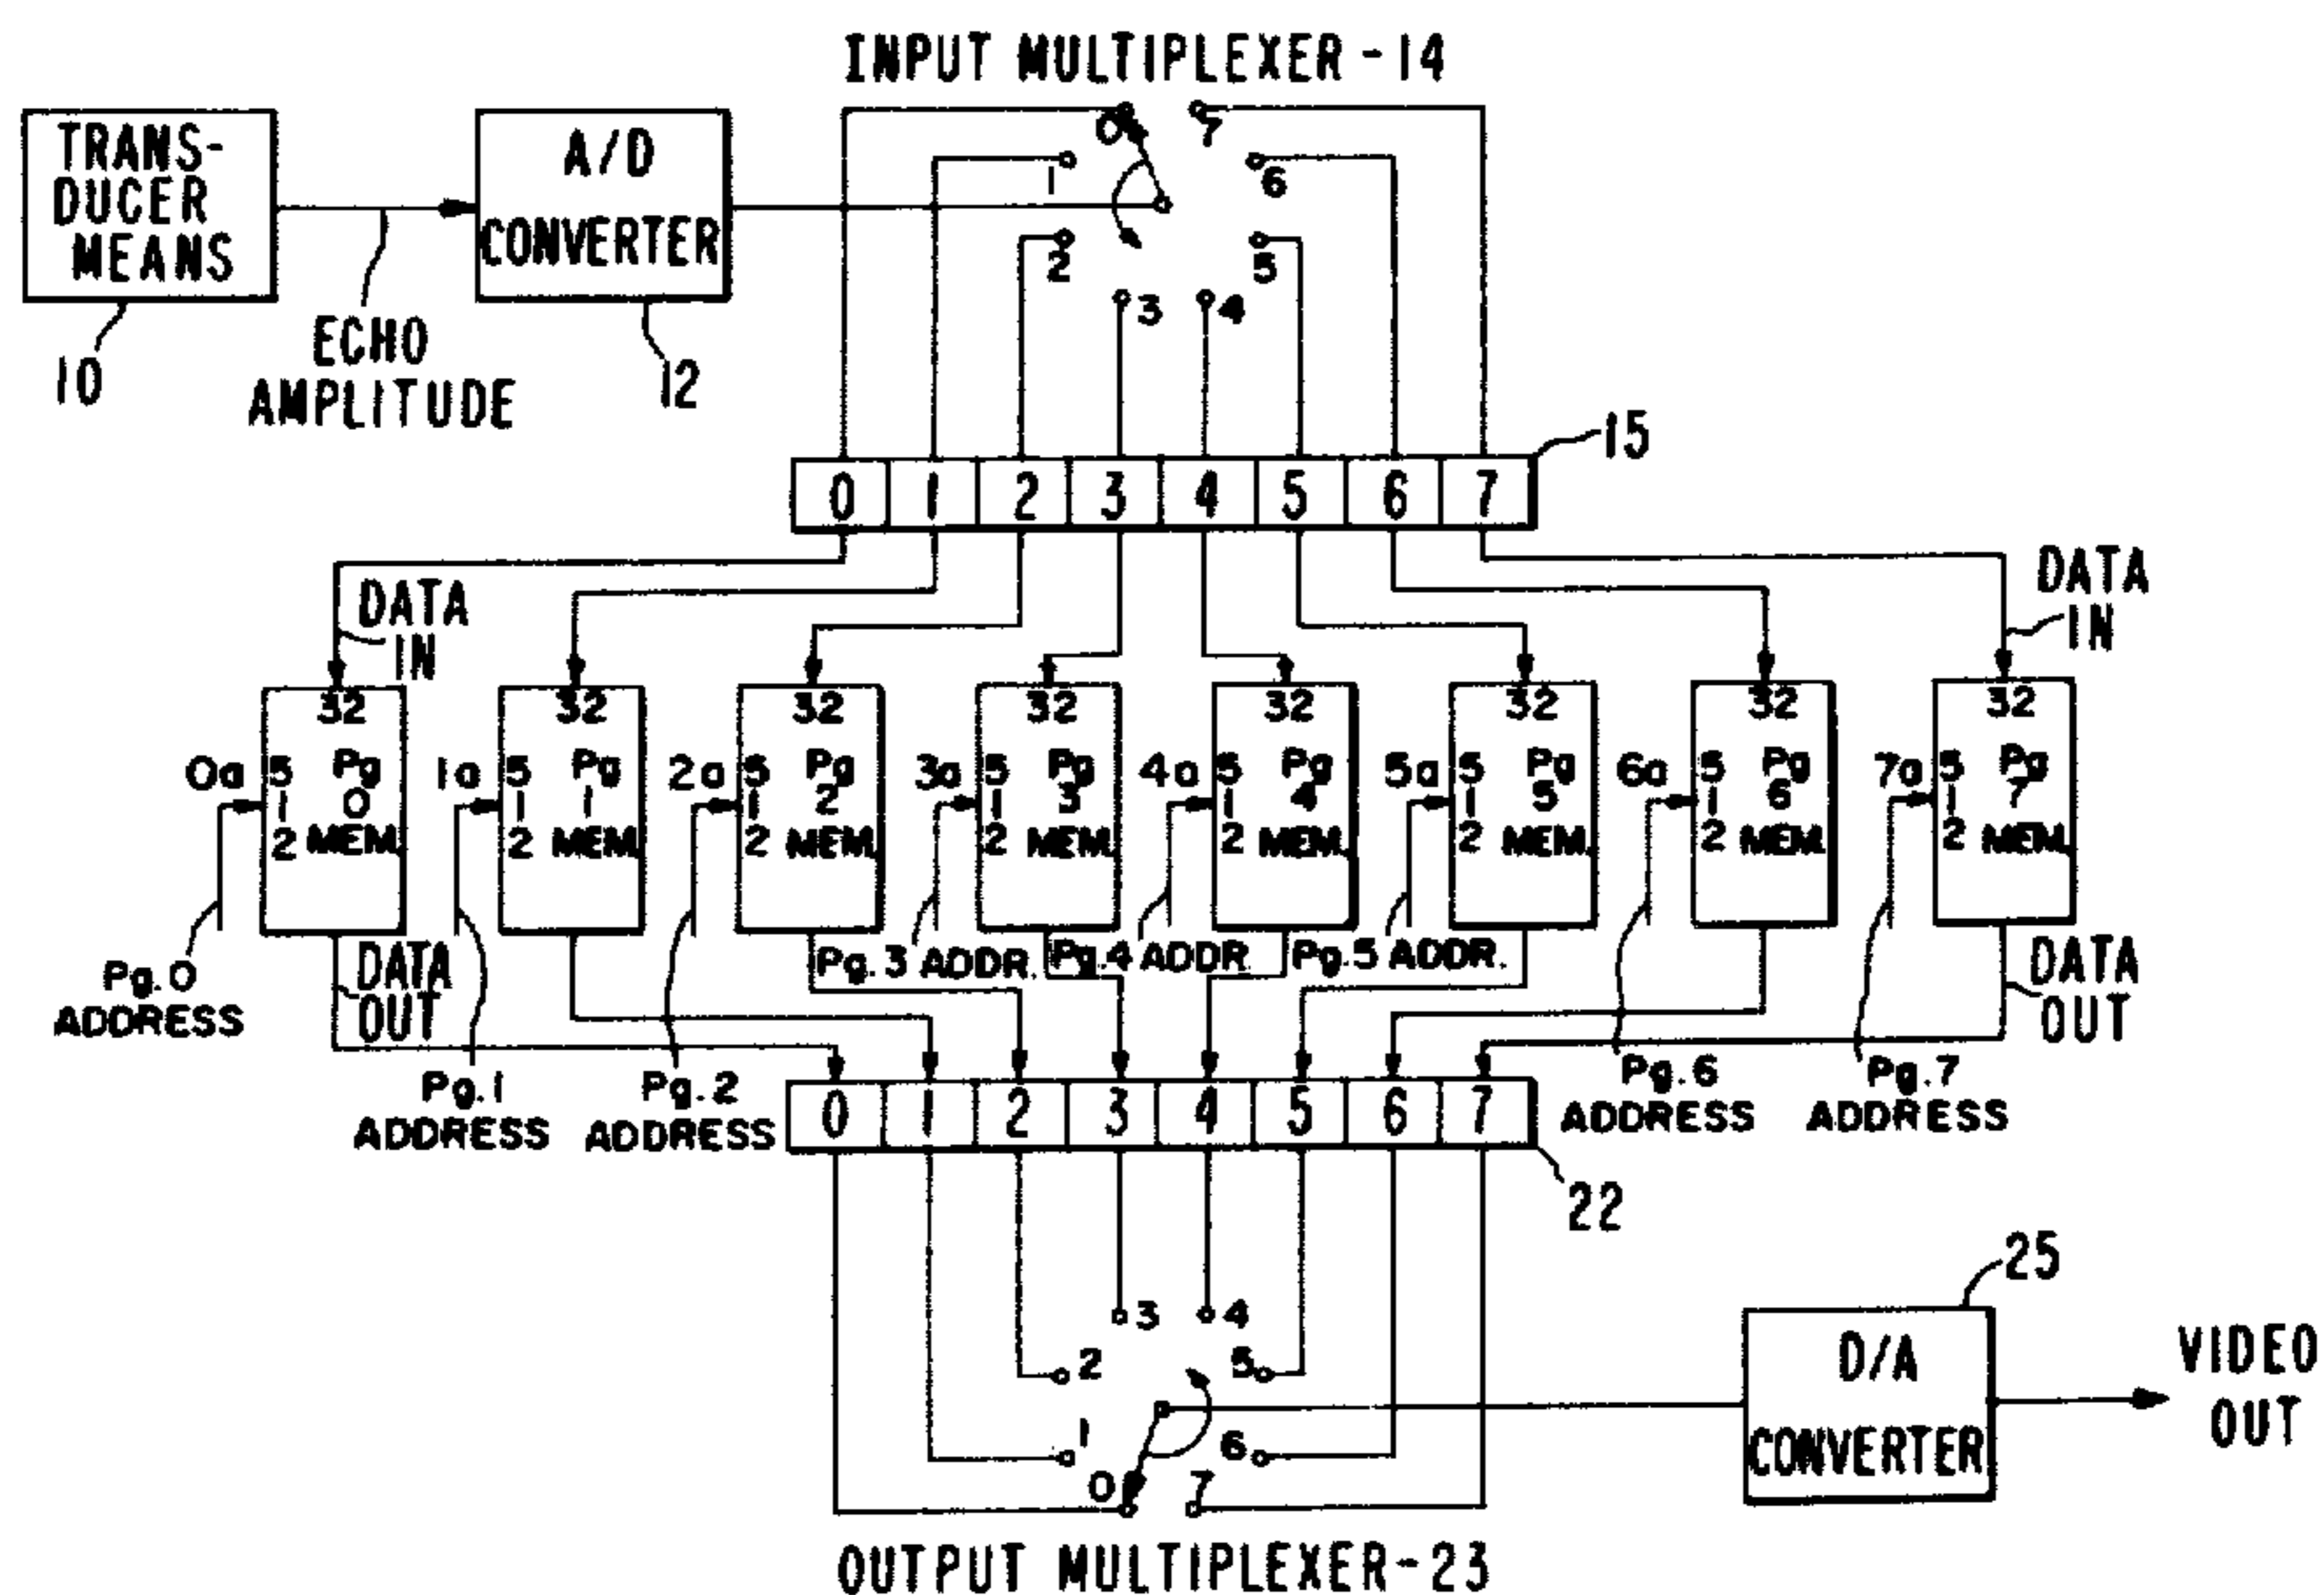 INPUT MULTIPLEXER-14
TRANS-
DUCER
MEANS
A/D
CONVERTER
0
7
1
6
2
5
3
4
ECHO
AMPLITUDE
10
12
15
0 1 2 3 4 5 6 7
DATA
IN
DATA
IN
32 32 32 32 32 32 32 32
0a 5 Pg 1a 5 Pg 2a 5 Pg 3a 5 Pg 4a 5 Pg 5a 5 Pg 6a 5 Pg 7a 5 Pg
1 0 1 1 1 2 1 3 1 4 1 5 1 6 1 7
2 MEM. 2 MEM. 2 MEM. 2 MEM. 2 MEM. 2 MEM. 2 MEM. 2 MEM.
Pg. 0
ADDRESS
DATA
OUT
Pg. 3 ADDR. Pg. 4 ADDR. Pg. 5 ADDR.
DATA
OUT
Pg. 1
ADDRESS
Pg. 2
ADDRESS
Pg. 6
ADDRESS
Pg. 7
ADDRESS
0 1 2 3 4 5 6 7
22
3
4
2
5
1
6
0
7
25
D/A
CONVERTER
VIDEO
OUT
OUTPUT MULTIPLEXER-23